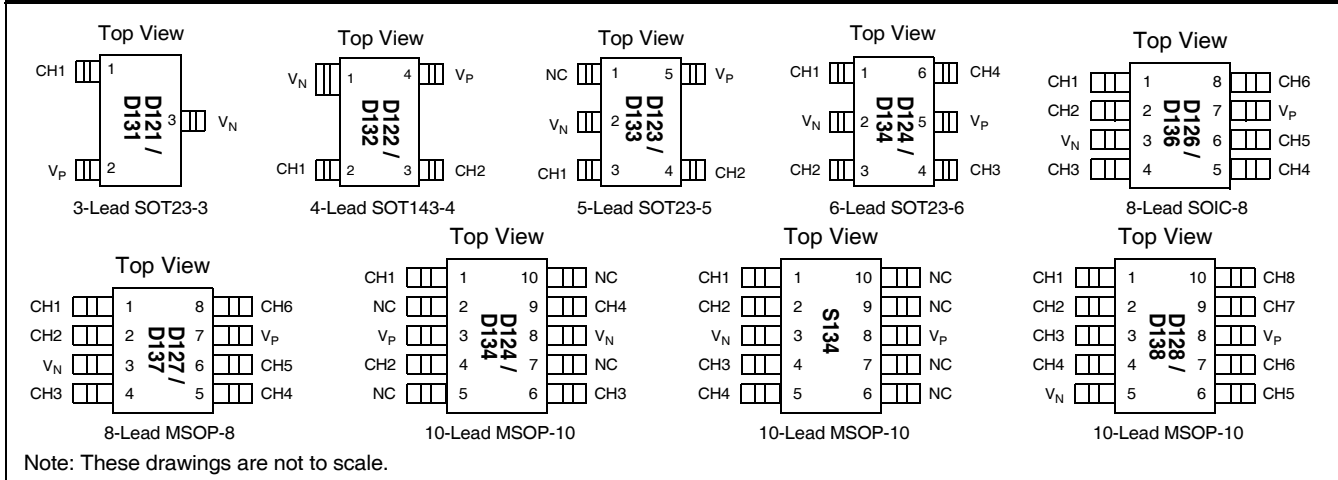 Top View
CH1 1
D121 /
D131
3 VN
VP 2
3-Lead SOT23-3
Top View
VN 1 4 VP
D122 /
D132
CH1 2 3 CH2
4-Lead SOT143-4
Top View
NC 1 5 VP
D123 /
D133
VN 2
CH1 3 4 CH2
5-Lead SOT23-5
Top View
CH1 1 6 CH4
D124 /
D134
VN 2 5 VP
CH2 3 4 CH3
6-Lead SOT23-6
Top View
CH1 1 8 CH6
CH2 2 7 VP
D126 /
D136
VN 3 6 CH5
CH3 4 5 CH4
8-Lead SOIC-8
Top View
CH1 1 8 CH6
CH2 2 7 VP
D127 /
D137
VN 3 6 CH5
CH3 4 5 CH4
8-Lead MSOP-8
Top View
CH1 1 10 NC
NC 2 9 CH4
D124 /
D134
VP 3 8 VN
CH2 4 7 NC
NC 5 6 CH3
10-Lead MSOP-10
Top View
CH1 1 10 NC
CH2 2 9 NC
S134
VN 3 8 VP
CH3 4 7 NC
CH4 5 6 NC
10-Lead MSOP-10
Top View
CH1 1 10 CH8
CH2 2 9 CH7
D128 /
D138
CH3 3 8 VP
CH4 4 7 CH6
VN 5 6 CH5
10-Lead MSOP-10
Note: These drawings are not to scale.